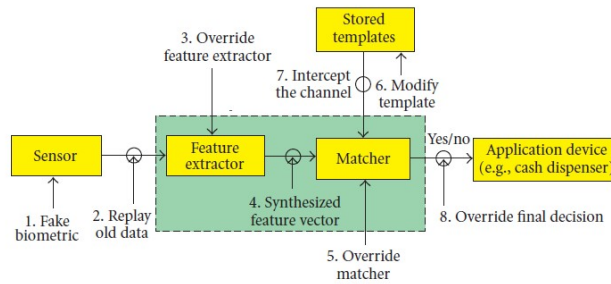 Stored
templates
3. Override
feature extractor
7. Intercept
the channel
6. Modify
template
Sensor
Feature
extractor
Matcher
Yes/no
Application device
(e.g., cash dispenser)
1. Fake
biometric
2. Replay
old data
4. Synthesized
feature vector
5. Override
matcher
8. Override final decision